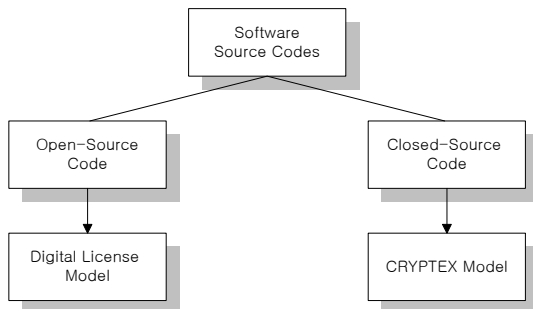 Software
Source Codes
Open-Source
Code
Closed-Source
Code
Digital License
Model
CRYPTEX Model